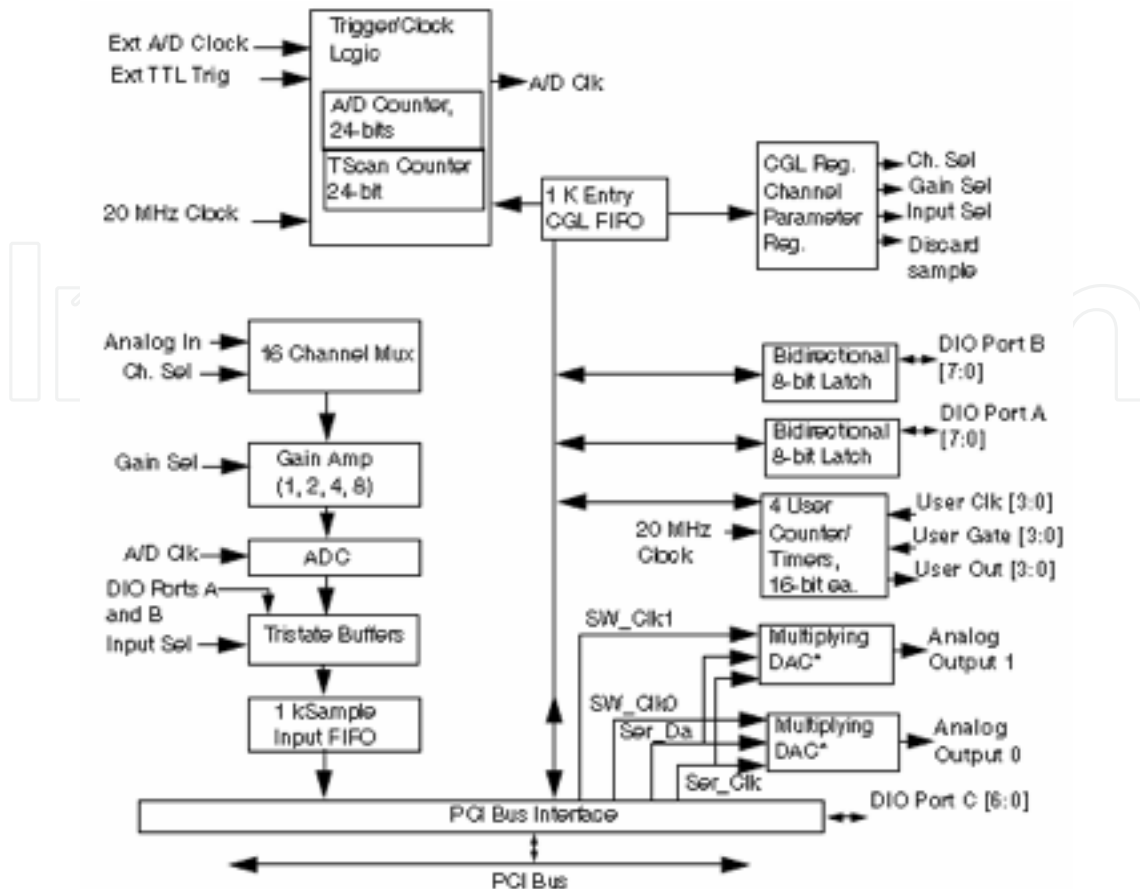 Trigger/Clock
Logic
Ext A/D Clock
Ext TTL Trig
A/D Clk
A/D Counter,
24-bits
TScan Counter
24-bit
20 MHz Clock
1 K Entry
CGL FIFO
CGL Reg.
Channel
Parameter
Reg.
Ch. Sel
Gain Sel
Input Sel
Discard
sample
Analog In
Ch. Sel
16 Channel Mux
Bidirectional
8-bit Latch
DIO Port B
[7:0]
Bidirectional
8-bit Latch
DIO Port A
[7:0]
Gain Sel
Gain Amp
(1, 2, 4, 8)
20 MHz
Clock
4 User
Counter/
Timers,
16-bit ea.
User Clk [3:0]
User Gate [3:0]
User Out [3:0]
A/D Clk
ADC
DIO Ports A
and B
Input Sel
Tristate Buffers
1 kSample
Input FIFO
SW_Clk1
Multiplying
DAC*
Analog
Output 1
SW_Clk0
Ser_Da
Ser_Clk
Multiplying
DAC*
Analog
Output 0
DIO Port C [6:0]
PCI Bus Interface
PCI Bus